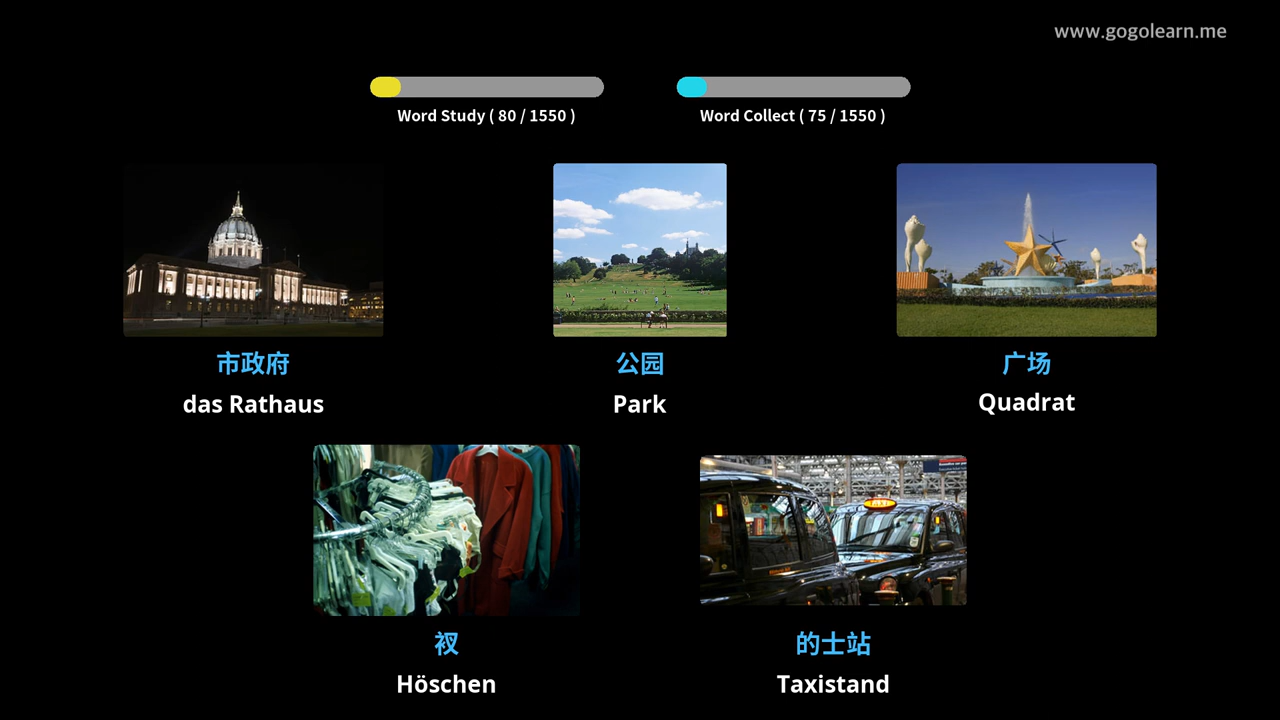 www.gogolearn.me
Word Study ( 80 / 1550 )
Word Collect ( 75 / 1550 )
市政府
das Rathaus
公园
Park
广场
Quadrat
衩
Höschen
TAXI
的士站
Taxistand